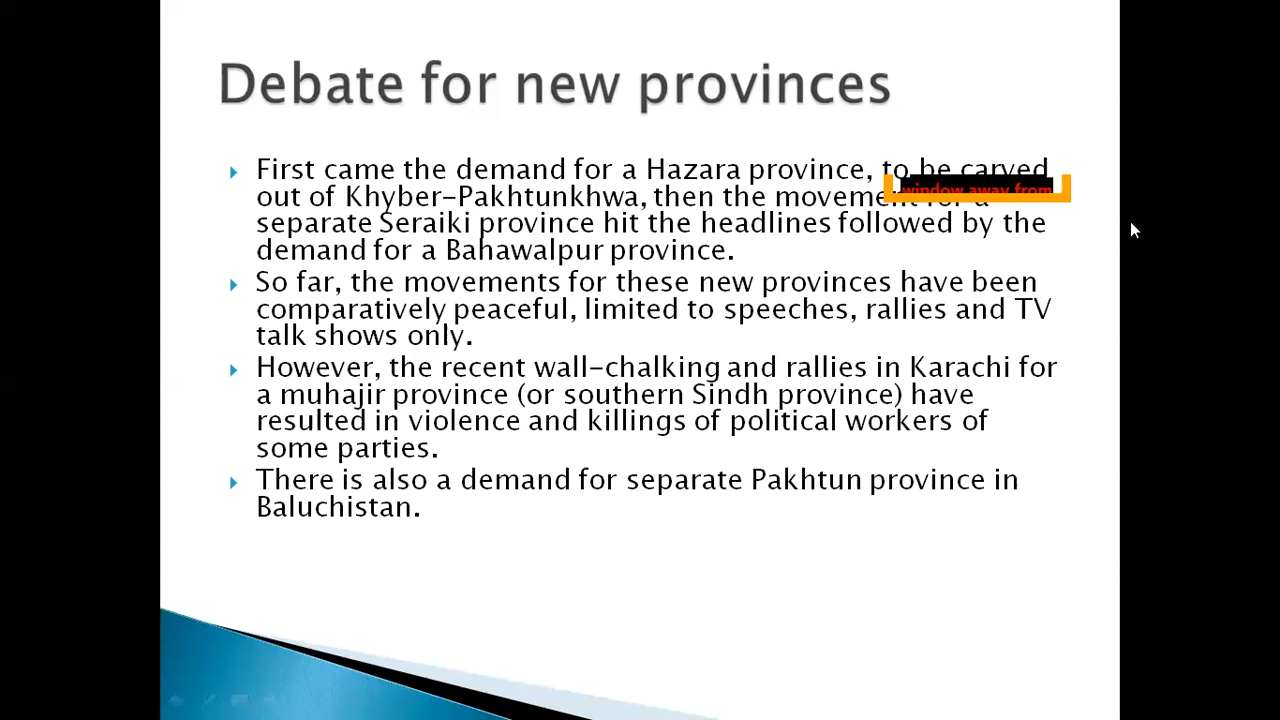 Debate for new provinces
First came the demand for a Hazara province, to be carved
window away from
out of Khyber-Pakhtunkhwa, then the movement for a
separate Seraiki province hit the headlines followed by the
demand for a Bahawalpur province.
So far, the movements for these new provinces have been
comparatively peaceful, limited to speeches, rallies and TV
talk shows only.
However, the recent wall-chalking and rallies in Karachi for
a muhajir province (or southern Sindh province) have
resulted in violence and killings of political workers of
some parties.
There is also a demand for separate Pakhtun province in
Baluchistan.